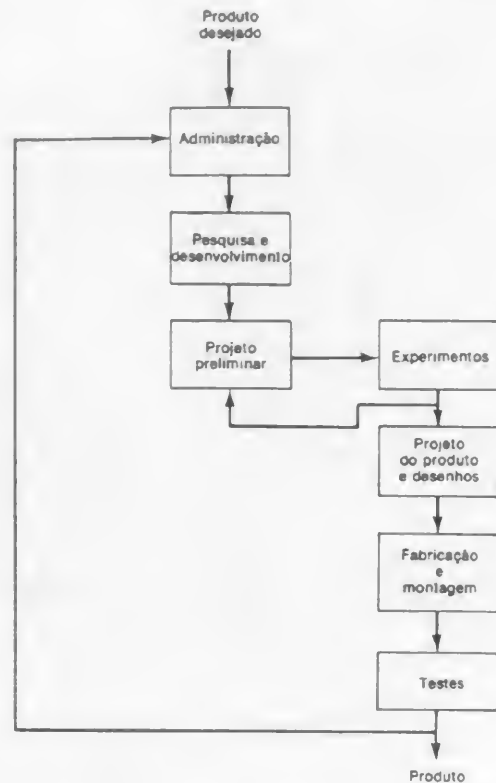 Produto
desejado
Administração
Pesquisa e
desenvolvimento
Projeto
preliminar
Experimentos
Projeto
do produto
e desenhos
Fabricação
e
montagem
Testes
Produto